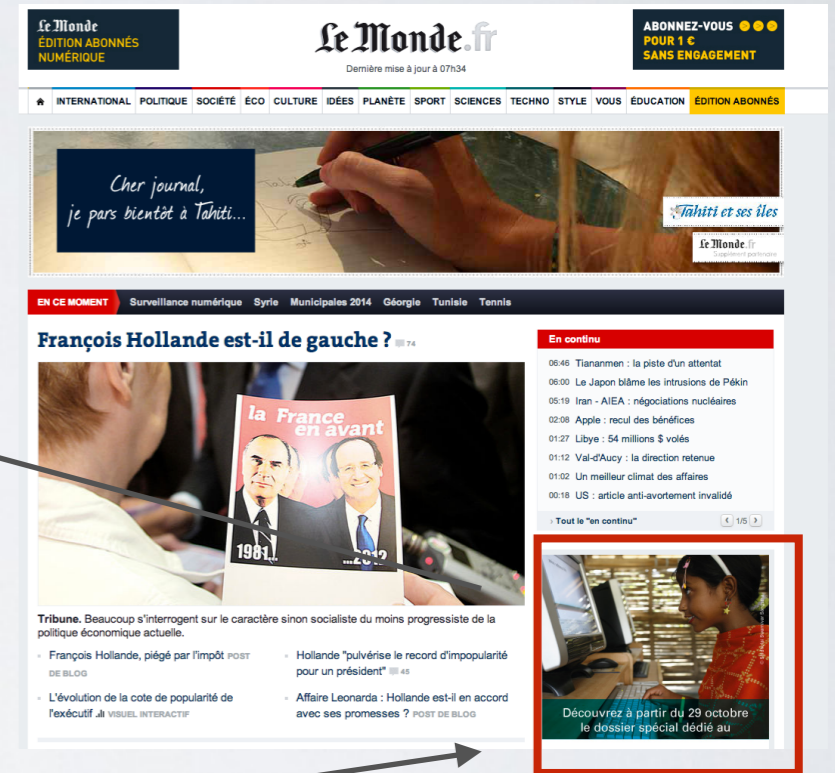 Le Monde
ÉDITION ABONNÉS
NUMÉRIQUE
Le Monde.fr
Dernière mise à jour à 07h34
ABONNEZ-VOUS
POUR 1 €
SANS ENGAGEMENT
INTERNATIONAL POLITIQUE SOCIÉTÉ ÉCO CULTURE IDÉES PLANÈTE SPORT SCIENCES TECHNO STYLE VOUS ÉDUCATION ÉDITION ABONNÉS
Cher journal,
je pars bientôt à Tahiti...
Tahiti et ses îles
Le Monde.fr
Supplément partenaire
EN CE MOMENT Surveillance numérique Syrie Municipales 2014 Géorgie Tunisie Tennis
François Hollande est-il de gauche ? 74
la France
en avant
1981...
...2012
Tribune. Beaucoup s'interrogent sur le caractère sinon socialiste du moins progressiste de la
politique économique actuelle.
François Hollande, piégé par l'impôt POST
DE BLOG
L'évolution de la cote de popularité de
l'exécutif VISUEL INTERACTIF
Hollande "pulvérise le record d'impopularité
pour un président" 45
Affaire Leonarda : Hollande est-il en accord
avec ses promesses ? POST DE BLOG
En continu
06:46 Tiananmen : la piste d'un attentat
06:00 Le Japon blâme les intrusions de Pékin
05:19 Iran - AIEA : négociations nucléaires
02:08 Apple : recul des bénéfices
01:27 Libye : 54 millions $ volés
01:12 Val-d'Aucy : la direction retenue
01:02 Un meilleur climat des affaires
00:18 US : article anti-avortement invalidé
› Tout le "en continu" 1/5
Découvrez à partir du 29 octobre
le dossier spécial dédié au